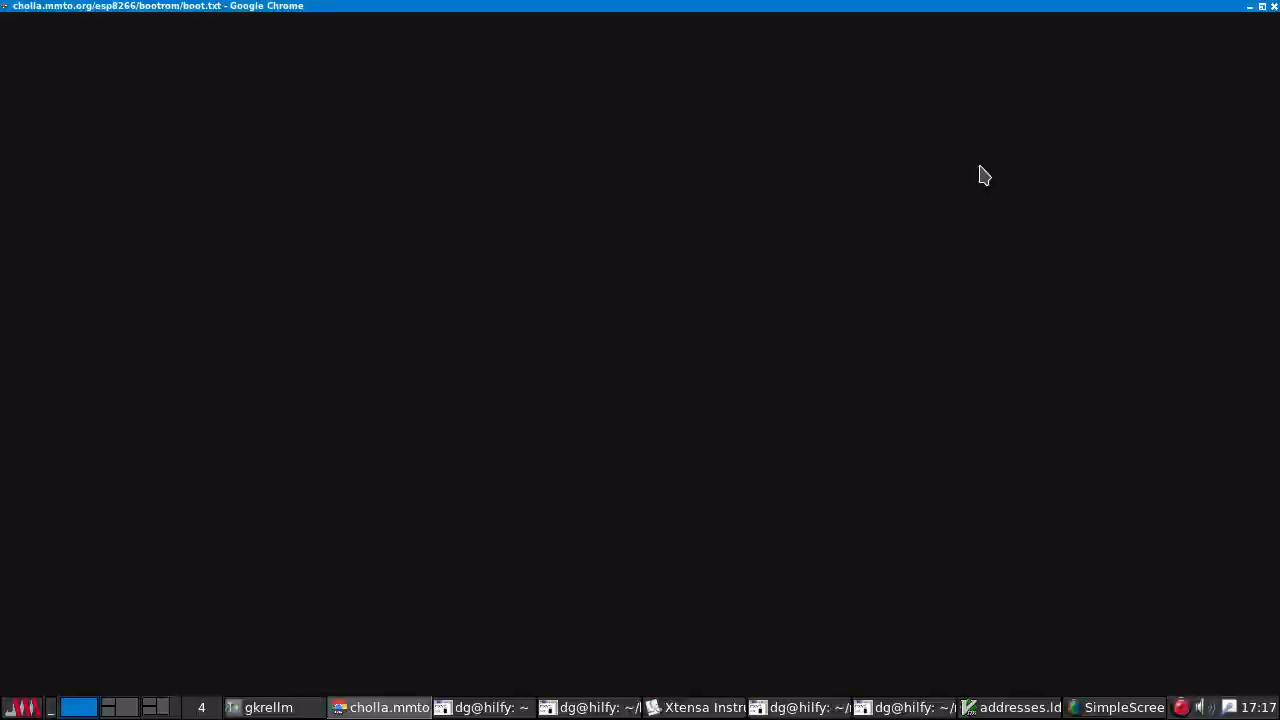 cholla.mmto.org/esp8266/bootrom/boot.txt - Google Chrome
4 gkrellm cholla.mmto dg@hilfy: ~ dg@hilfy: ~/ Xtensa Instr dg@hilfy: ~/ dg@hilfy: ~/ addresses.ld SimpleScree 17:17